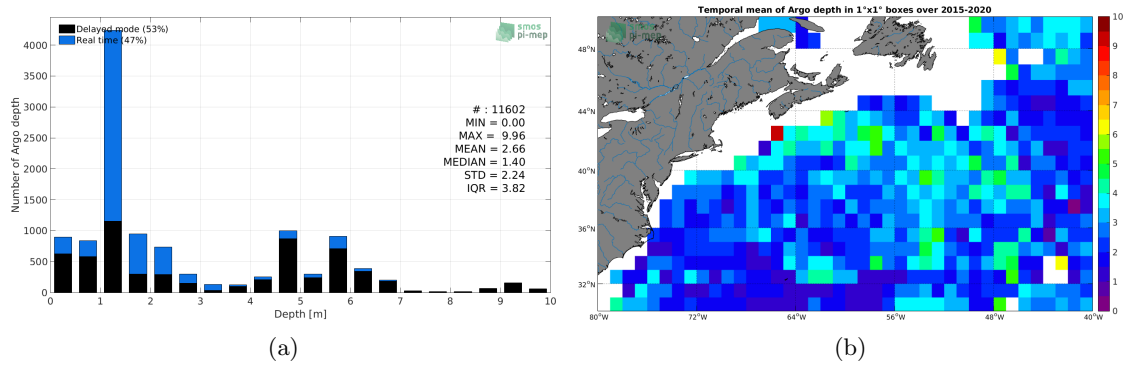 Delayed mode (53%)
Real time (47%)
smos
pi-mep
# : 11602
MIN = 0.00
MAX = 9.96
MEAN = 2.66
MEDIAN = 1.40
STD = 2.24
IQR = 3.82
Number of Argo depth
4000
3500
3000
2500
2000
1500
1000
500
0
0 1 2 3 4 5 6 7 8 9 10
Depth [m]
(a)
Temporal mean of Argo depth in 1°x1° boxes over 2015-2020
smos
pi-mep
48°N
44°N
40°N
36°N
32°N
80°W 72°W 64°W 56°W 48°W 40°W
10
9
8
7
6
5
4
3
2
1
0
(b)